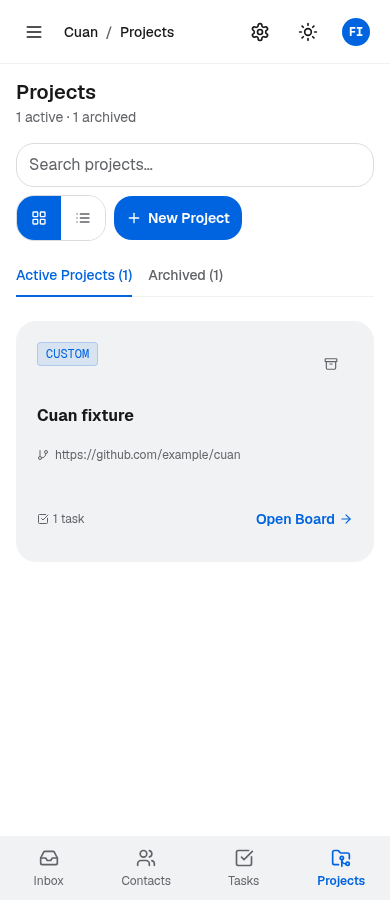 Cuan / Projects
FI
Projects
1 active · 1 archived
Search projects...
New Project
Active Projects (1)
Archived (1)
CUSTOM
Cuan fixture
https://github.com/example/cuan
1 task
Open Board
Inbox
Contacts
Tasks
Projects